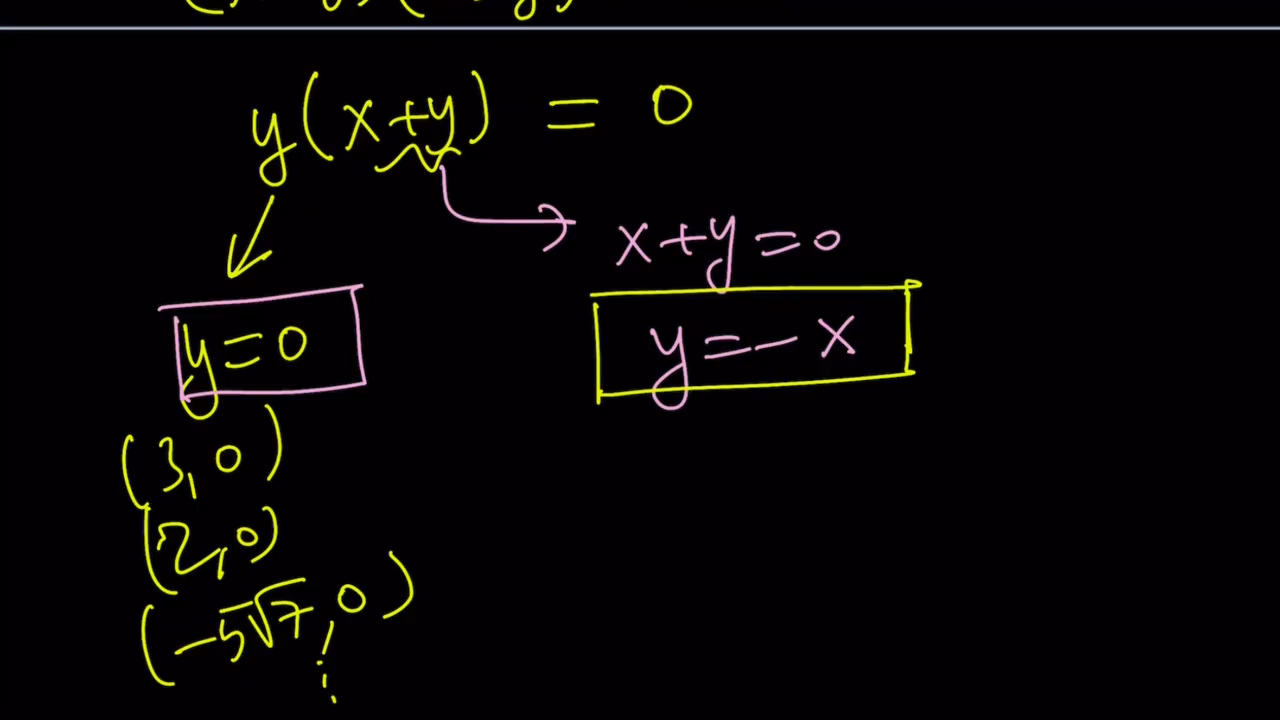 y(x+y) = 0
x+y=0
y=0
y=-x
(3,0)
(2,0)
(-5√7,0)